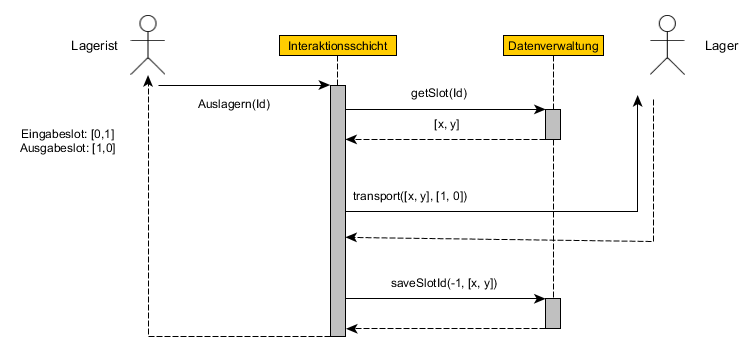 Lagerist
Interaktionsschicht
Datenverwaltung
Lager
Auslagern(Id)
getSlot(Id)
[x, y]
Eingabeslot: [0,1]
Ausgabeslot: [1,0]
transport([x, y], [1, 0])
saveSlotId(-1, [x, y])